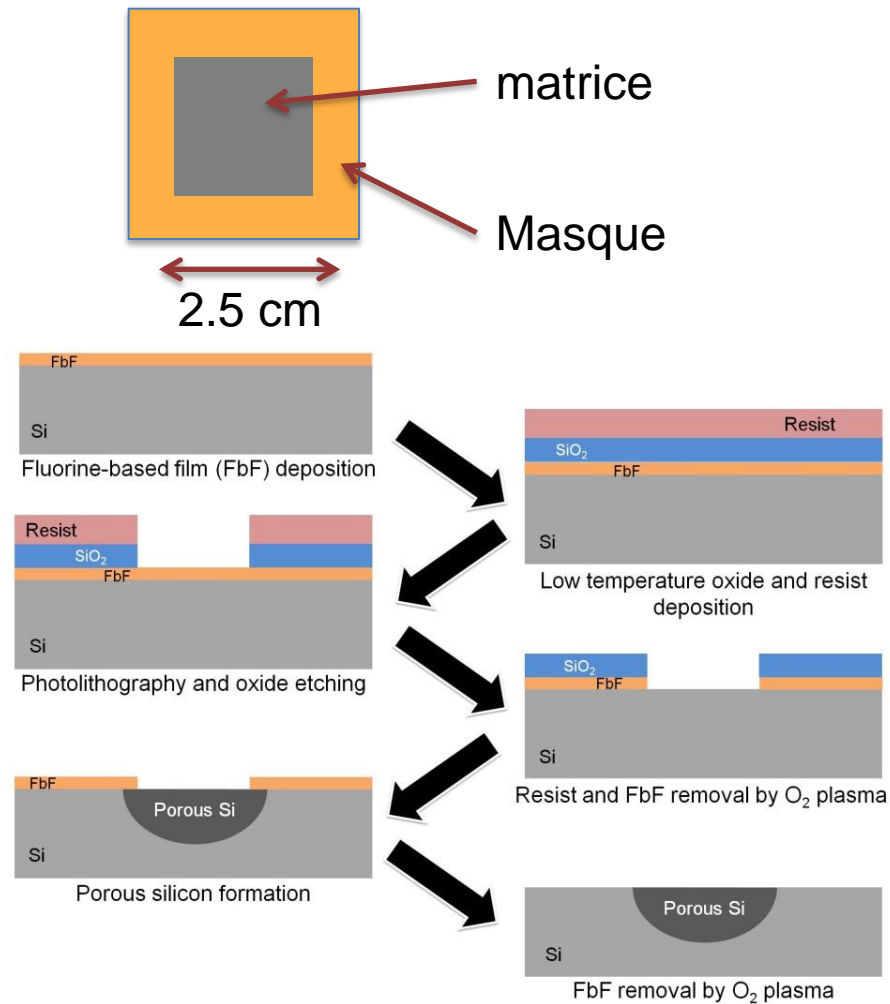 matrice
Masque
2.5 cm
FbF
Si
Fluorine-based film (FbF) deposition
Resist
SiO₂
FbF
Si
Low temperature oxide and resist
deposition
Resist
SiO₂
FbF
Si
Photolithography and oxide etching
SiO₂
FbF
Si
Resist and FbF removal by O₂ plasma
FbF
Porous Si
Si
Porous silicon formation
Porous Si
Si
FbF removal by O₂ plasma